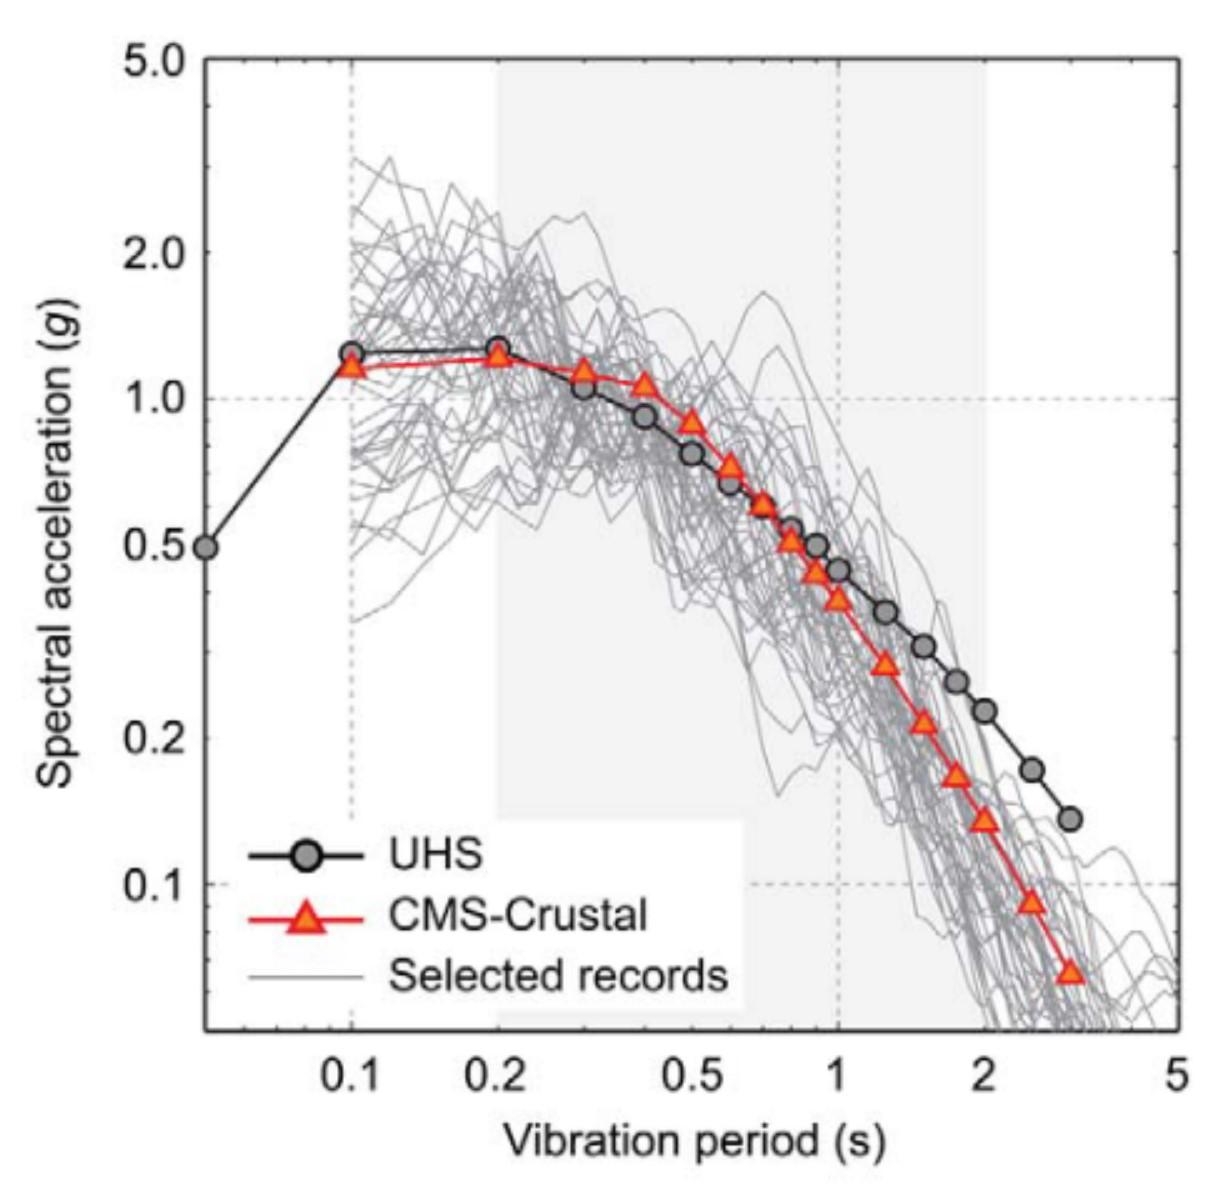 Spectral acceleration (g)
5.0
2.0
1.0
0.5
0.2
0.1
UHS
CMS-Crustal
Selected records
0.1 0.2 0.5 1 2 5
Vibration period (s)